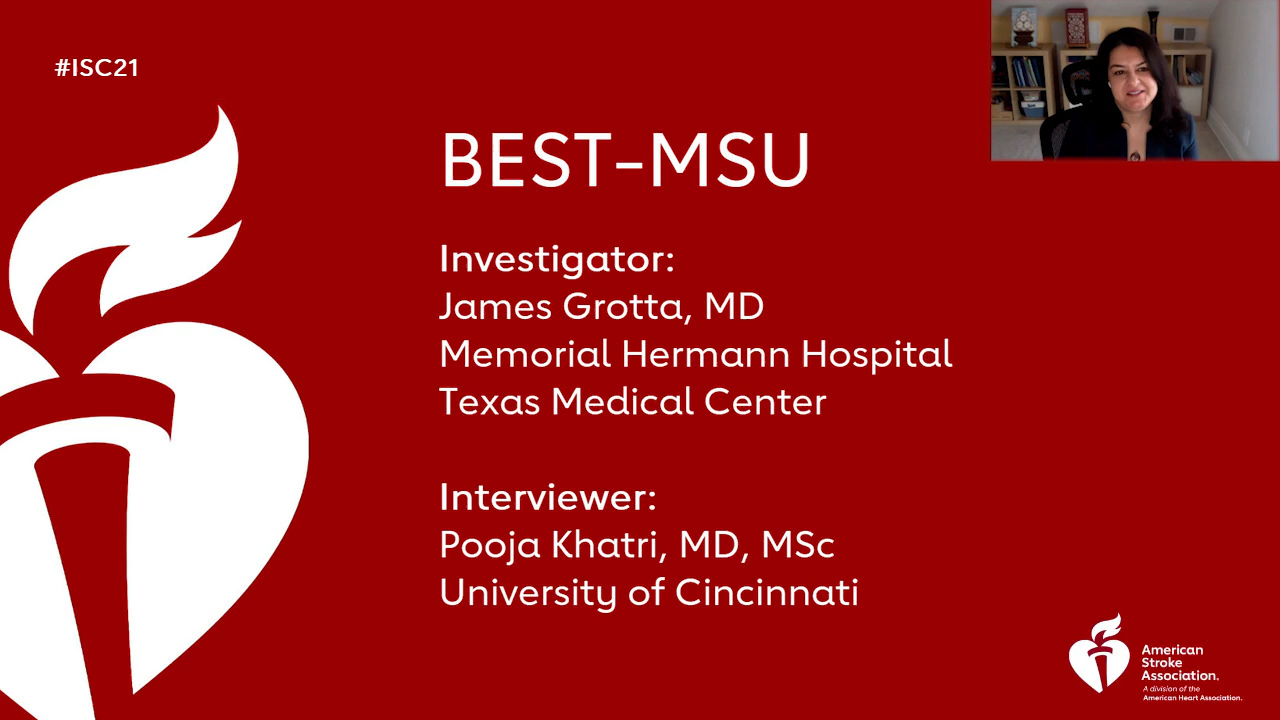 #ISC21
BEST–MSU
Investigator:
James Grotta, MD
Memorial Hermann Hospital
Texas Medical Center
Interviewer:
Pooja Khatri, MD, MSc
University of Cincinnati
American
Stroke
Association.
A division of the
American Heart Association.